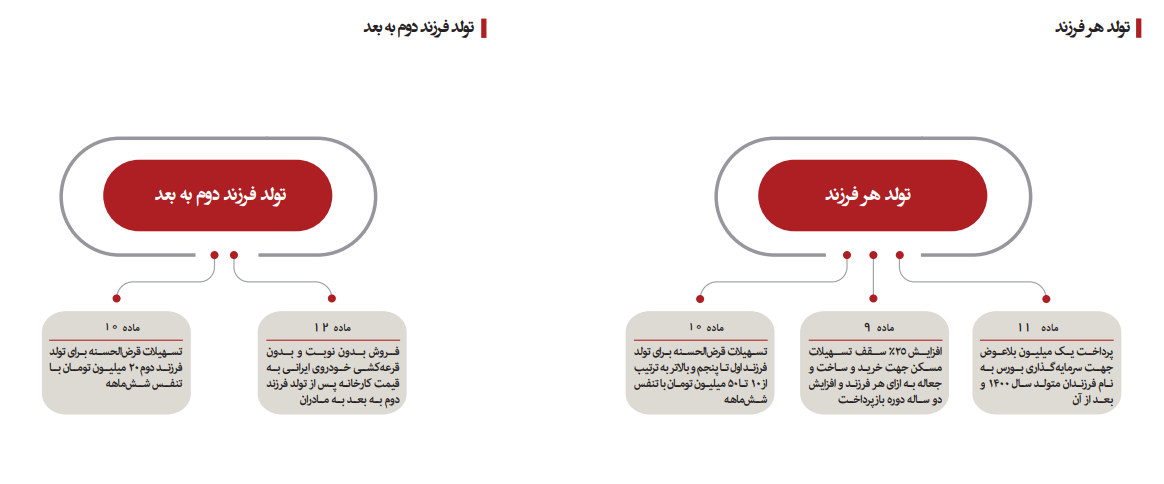 تولد هر فرزند
تولد هر فرزند
ماده ۱۱
پرداخت یک میلیون بلاعوض
جهت سرمایه‌گذاری بورس به
نام فرزندان متولد سال ۱۴۰۰ و
بعد از آن
ماده ۹
افزایش ۲۵٪ سقف تسهیلات
مسکن جهت خرید و ساخت و
جعاله به ازای هر فرزند و افزایش
دو ساله دوره بازپرداخت
ماده ۱۰
تسهیلات قرض‌الحسنه برای تولد
فرزند اول تا پنجم و بالاتر به ترتیب
از ۱۰ تا ۵۰ میلیون تومان با تنفس
شش‌ماهه
تولد فرزند دوم به بعد
تولد فرزند دوم به بعد
ماده ۱۲
فروش بدون نوبت و بدون
قرعه‌کشی خودروی ایرانی به
قیمت کارخانه پس از تولد فرزند
دوم به بعد به مادران
ماده ۱۰
تسهیلات قرض‌الحسنه برای تولد
فرزند دوم ۲۰ میلیون تومان با
تنفس شش‌ماهه